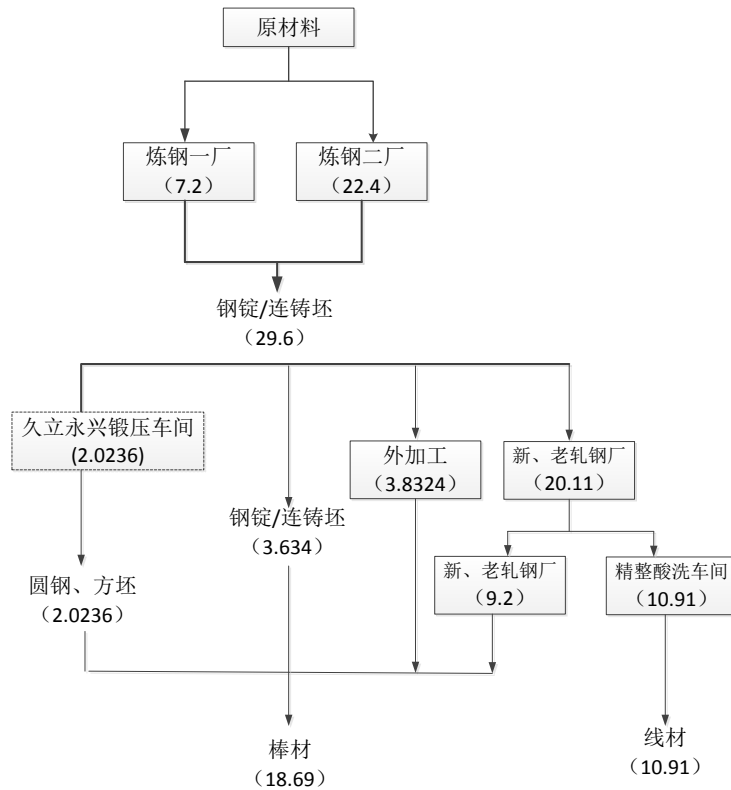 原材料
炼钢一厂
（7.2）
炼钢二厂
（22.4）
钢锭/连铸坯
（29.6）
久立永兴锻压车间
(2.0236)
外加工
（3.8324）
新、老轧钢厂
（20.11）
钢锭/连铸坯
（3.634）
圆钢、方坯
（2.0236）
新、老轧钢厂
（9.2）
精整酸洗车间
（10.91）
棒材
（18.69）
线材
（10.91）